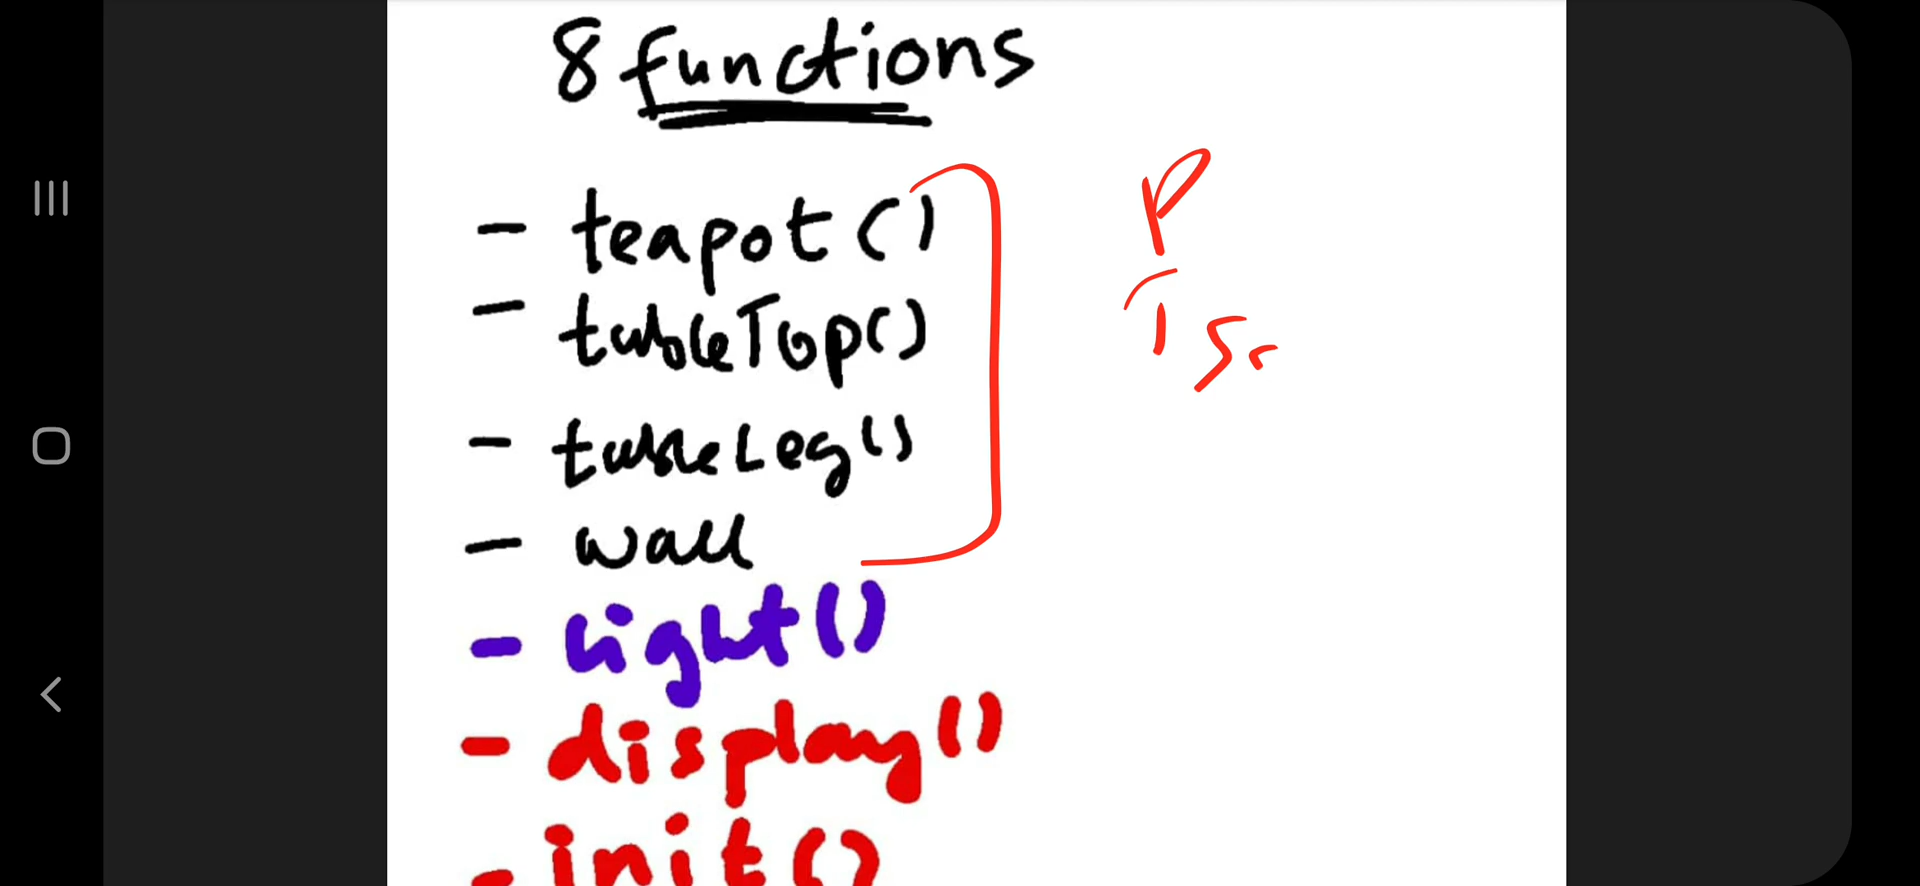 8 functions
- teapot()
- tableTop()
- tableLeg()
- wall
- light()
- display()
- init()
P
T
S